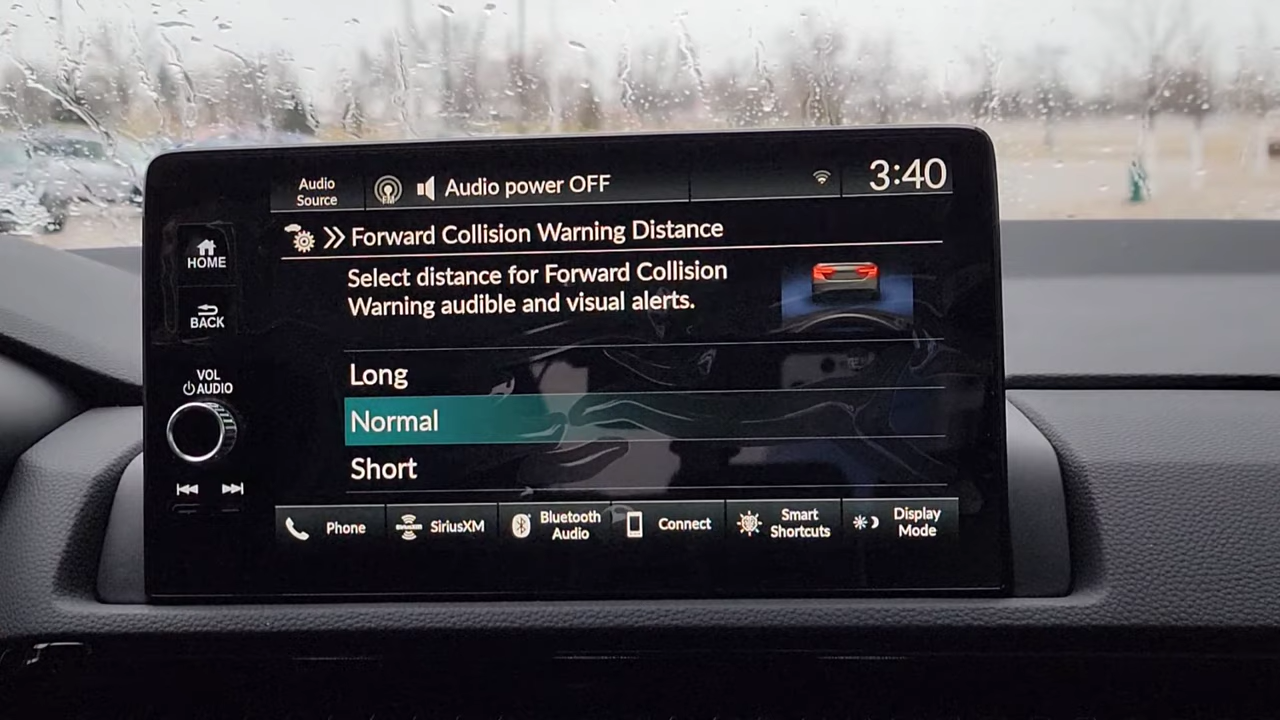 Audio
Source
FM
Audio power OFF
3:40
Forward Collision Warning Distance
Select distance for Forward Collision
Warning audible and visual alerts.
HOME
BACK
VOL
AUDIO
Long
Normal
Short
Phone
SiriusXM
Bluetooth
Audio
Connect
Smart
Shortcuts
Display
Mode